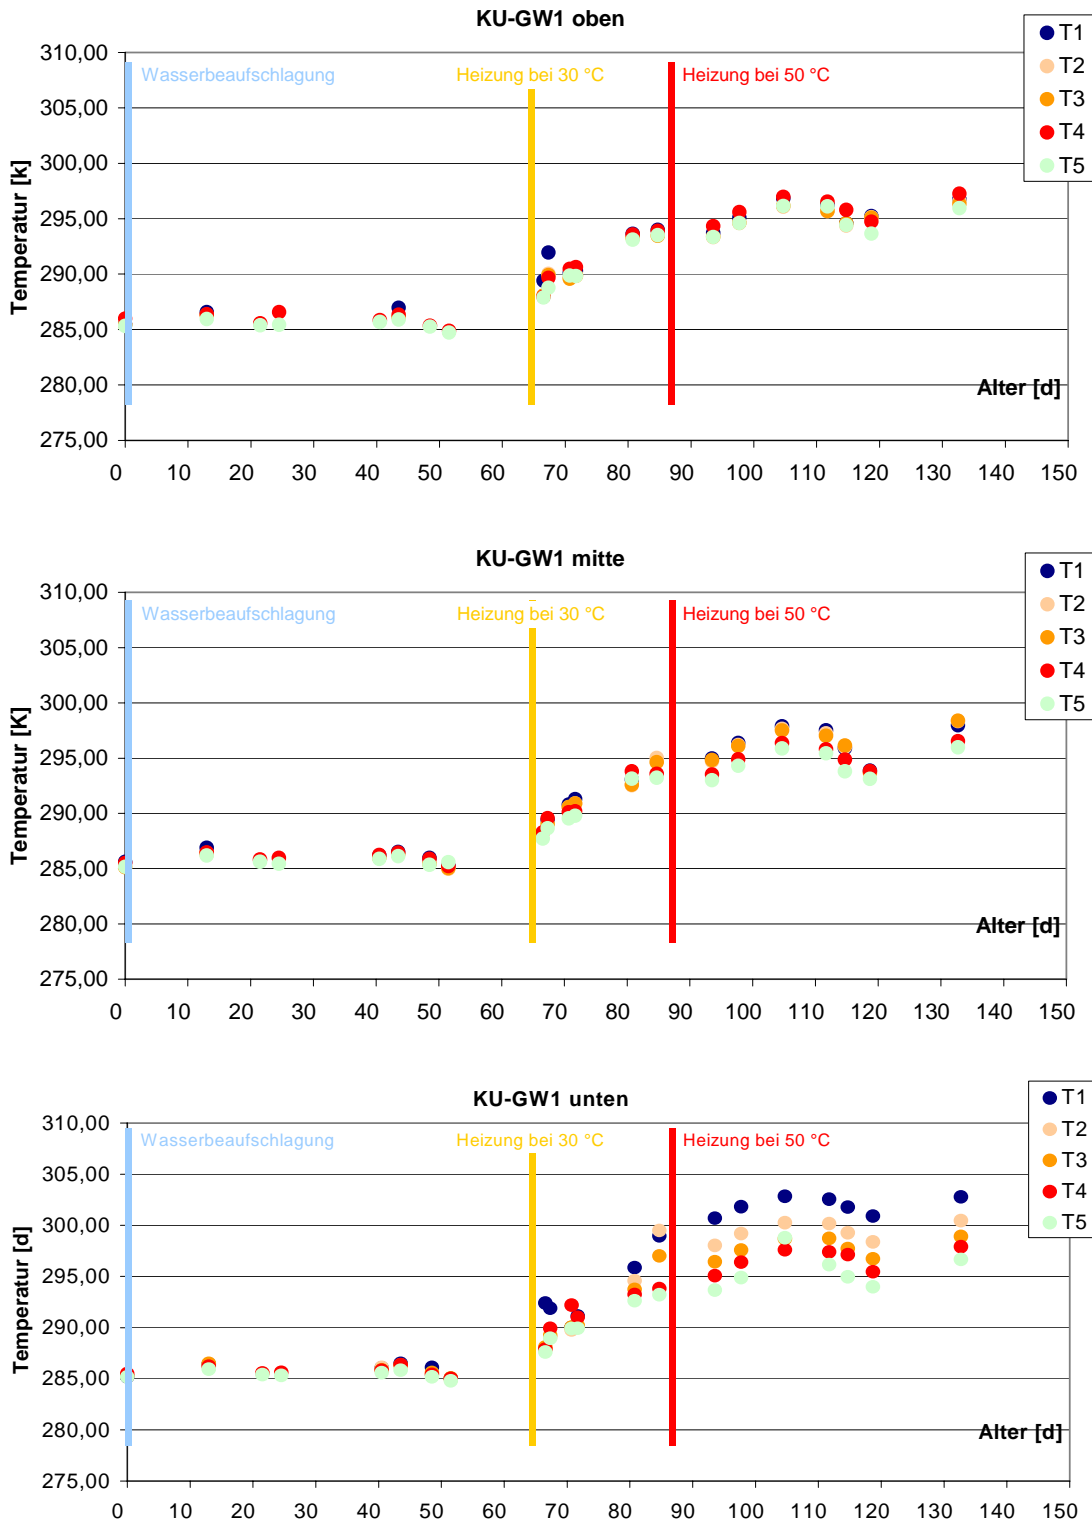 KU-GW1 oben
T1
T2
T3
T4
T5
310,00
305,00
300,00
295,00
290,00
285,00
280,00
275,00
Temperatur [k]
Wasserbeaufschlagung
Heizung bei 30 °C
Heizung bei 50 °C
Alter [d]
0 10 20 30 40 50 60 70 80 90 100 110 120 130 140 150
KU-GW1 mitte
T1
T2
T3
T4
T5
310,00
305,00
300,00
295,00
290,00
285,00
280,00
275,00
Temperatur [K]
Wasserbeaufschlagung
Heizung bei 30 °C
Heizung bei 50 °C
Alter [d]
0 10 20 30 40 50 60 70 80 90 100 110 120 130 140 150
KU-GW1 unten
T1
T2
T3
T4
T5
310,00
305,00
300,00
295,00
290,00
285,00
280,00
275,00
Temperatur [d]
Wasserbeaufschlagung
Heizung bei 30 °C
Heizung bei 50 °C
Alter [d]
0 10 20 30 40 50 60 70 80 90 100 110 120 130 140 150